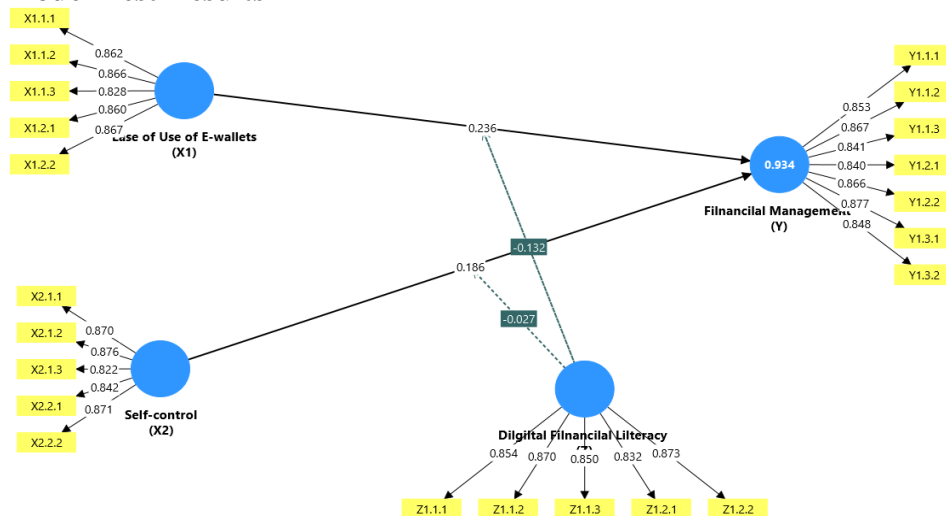 X1.1.1
X1.1.2
X1.1.3
X1.2.1
X1.2.2
0.862
0.866
0.828
0.860
0.867
Ease of Use of E-wallets
(X1)
0.236
0.934
Filnancilal Management
(Y)
0.853
0.867
0.841
0.840
0.866
0.877
0.848
Y1.1.1
Y1.1.2
Y1.1.3
Y1.2.1
Y1.2.2
Y1.3.1
Y1.3.2
-0.132
0.186
-0.027
X2.1.1
X2.1.2
X2.1.3
X2.2.1
X2.2.2
0.870
0.876
0.822
0.842
0.871
Self-control
(X2)
Dilgiltal Filnancilal Lilteracy
0.854
0.870
0.850
0.832
0.873
Z1.1.1
Z1.1.2
Z1.1.3
Z1.2.1
Z1.2.2